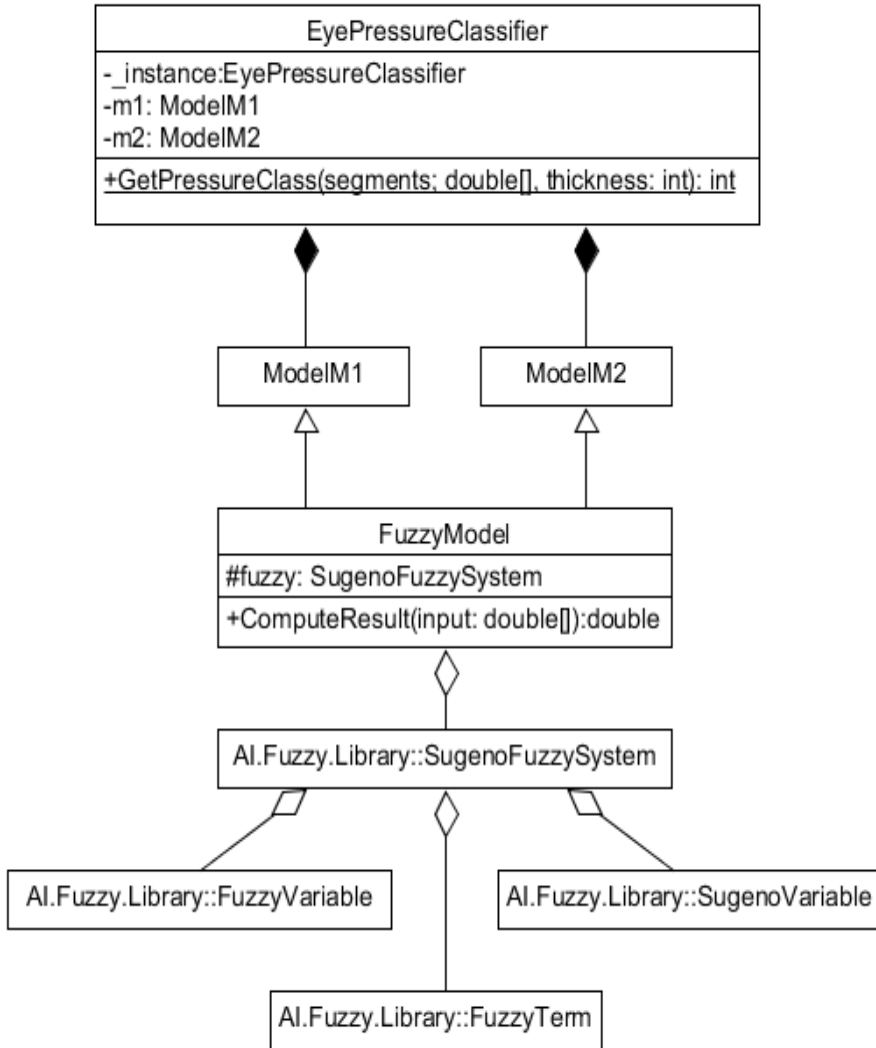 EyePressureClassifier
-_instance:EyePressureClassifier
-m1: ModelM1
-m2: ModelM2
+GetPressureClass(segments; double[], thickness: int): int
ModelM1
ModelM2
FuzzyModel
#fuzzy: SugenoFuzzySystem
+ComputeResult(input: double[]):double
AI.Fuzzy.Library::SugenoFuzzySystem
AI.Fuzzy.Library::FuzzyVariable
AI.Fuzzy.Library::SugenoVariable
AI.Fuzzy.Library::FuzzyTerm